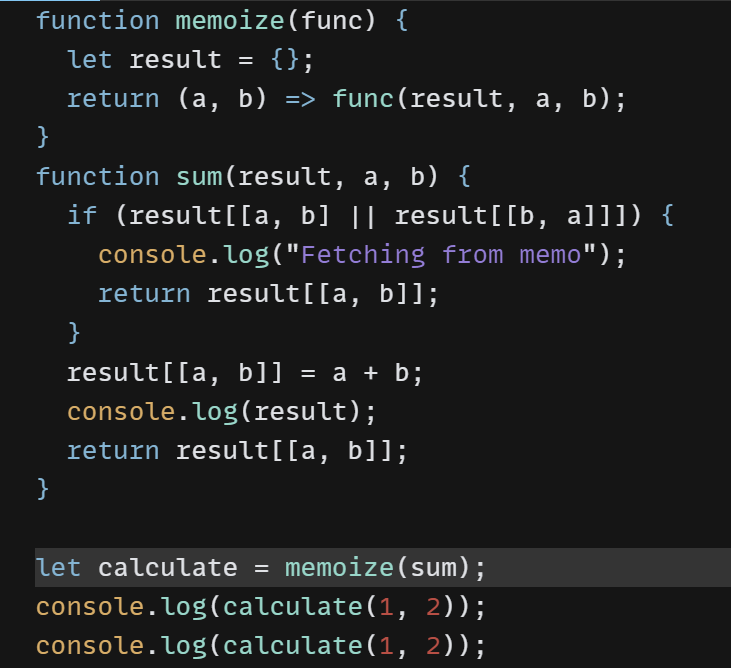 function memoize(func) {
  let result = {};
  return (a, b) => func(result, a, b);
}
function sum(result, a, b) {
  if (result[[a, b] || result[[b, a]]]) {
    console.log("Fetching from memo");
    return result[[a, b]];
  }
  result[[a, b]] = a + b;
  console.log(result);
  return result[[a, b]];
}

let calculate = memoize(sum);
console.log(calculate(1, 2));
console.log(calculate(1, 2));